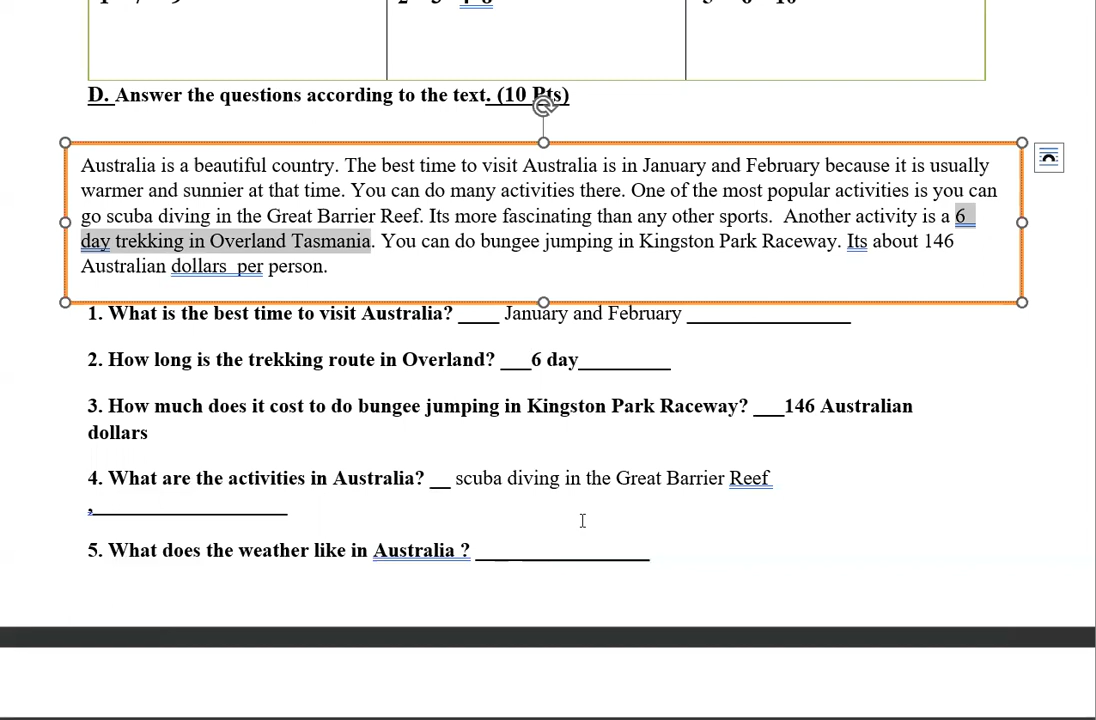 D. Answer the questions according to the text. (10 Pts)
Australia is a beautiful country. The best time to visit Australia is in January and February because it is usually
warmer and sunnier at that time. You can do many activities there. One of the most popular activities is you can
go scuba diving in the Great Barrier Reef. Its more fascinating than any other sports.  Another activity is a 6
day trekking in Overland Tasmania. You can do bungee jumping in Kingston Park Raceway. Its about 146
Australian dollars  per person.
1. What is the best time to visit Australia? ____ January and February ________________
2. How long is the trekking route in Overland? ___6 day_________
3. How much does it cost to do bungee jumping in Kingston Park Raceway? ___146 Australian
dollars
4. What are the activities in Australia? __ scuba diving in the Great Barrier Reef
,___________________
5. What does the weather like in Australia ? _________________